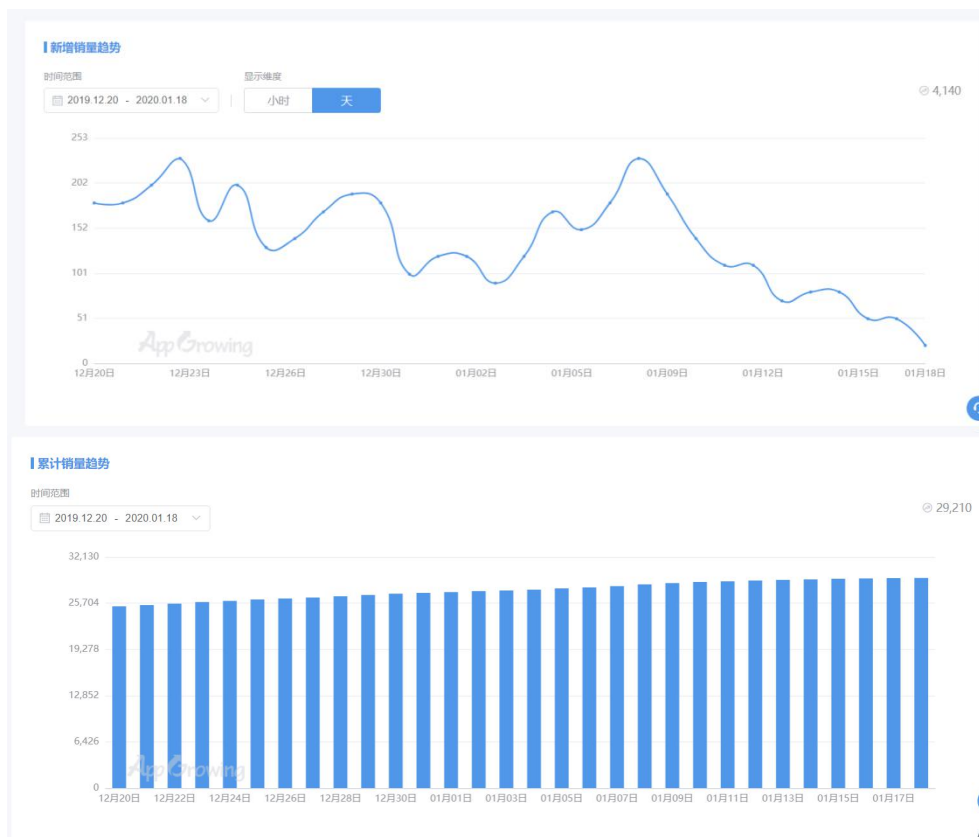 新增销量趋势
时间范围
显示维度
2019.12.20 - 2020.01.18
小时
天
4,140
253
202
152
101
51
0
AppGrowing
12月20日 12月23日 12月26日 12月30日 01月02日 01月05日 01月09日 01月12日 01月15日 01月18日
累计销量趋势
时间范围
2019.12.20 - 2020.01.18
29,210
32,130
25,704
19,278
12,852
6,426
0
AppGrowing
12月20日 12月22日 12月24日 12月26日 12月28日 12月30日 01月01日 01月03日 01月05日 01月07日 01月09日 01月11日 01月13日 01月15日 01月17日